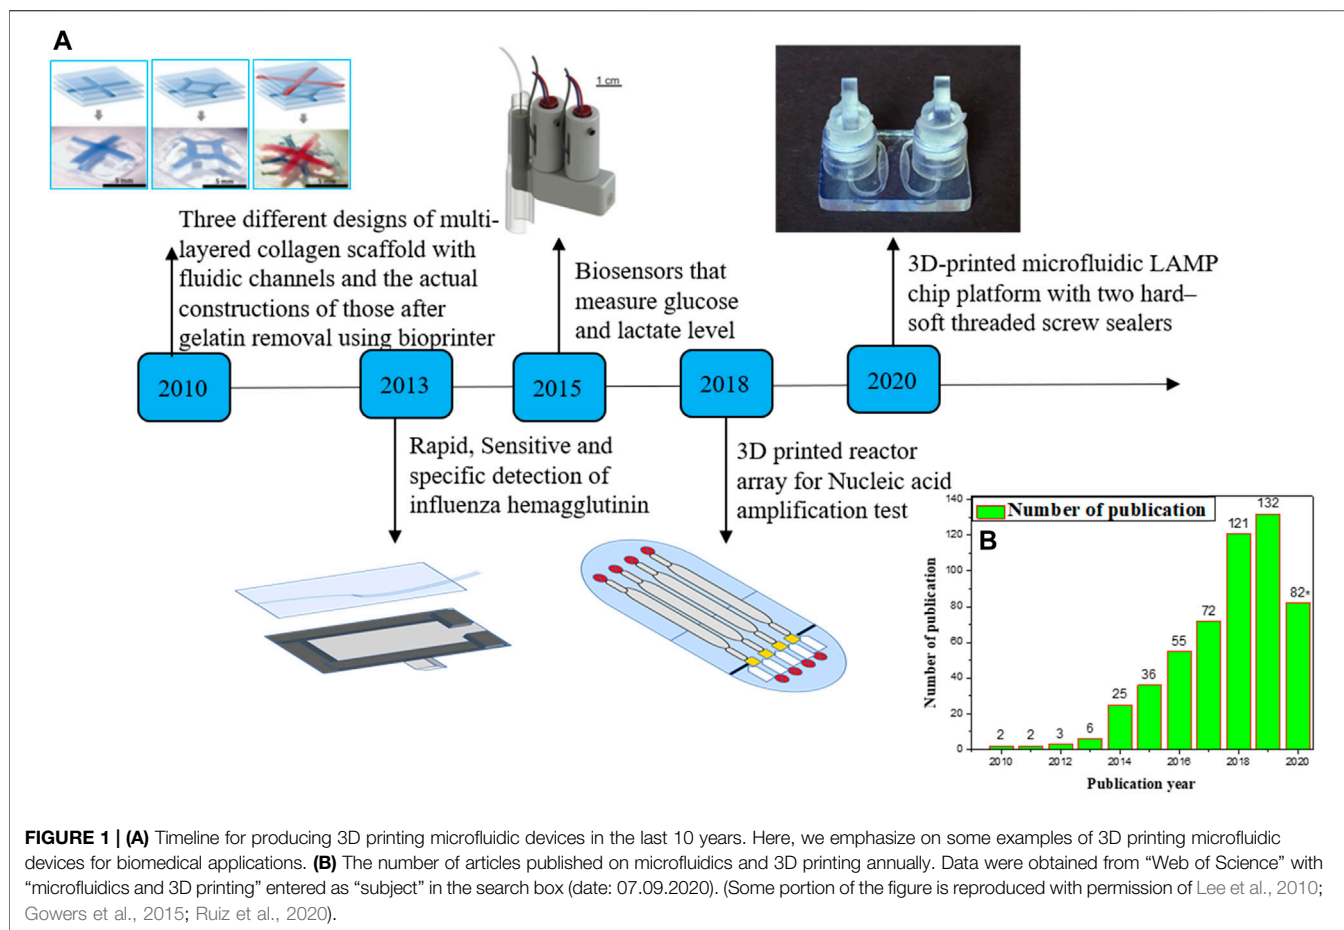 A
5 mm
5 mm
5 mm
1 cm
Three different designs of multi-
layered collagen scaffold with
fluidic channels and the actual
constructions of those after
gelatin removal using bioprinter
Biosensors that
measure glucose
and lactate level
3D-printed microfluidic LAMP
chip platform with two hard–
soft threaded screw sealers
2010
2013
2015
2018
2020
Rapid, Sensitive and
specific detection of
influenza hemagglutinin
3D printed reactor
array for Nucleic acid
amplification test
B
Number of publication
Number of publication
140
120
100
80
60
40
20
0
2
2
3
6
25
36
55
72
121
132
82*
2010
2012
2014
2016
2018
2020
Publication year
FIGURE 1 | (A) Timeline for producing 3D printing microfluidic devices in the last 10 years. Here, we emphasize on some examples of 3D printing microfluidic
devices for biomedical applications. (B) The number of articles published on microfluidics and 3D printing annually. Data were obtained from “Web of Science” with
“microfluidics and 3D printing” entered as “subject” in the search box (date: 07.09.2020). (Some portion of the figure is reproduced with permission of Lee et al., 2010;
Gowers et al., 2015; Ruiz et al., 2020).